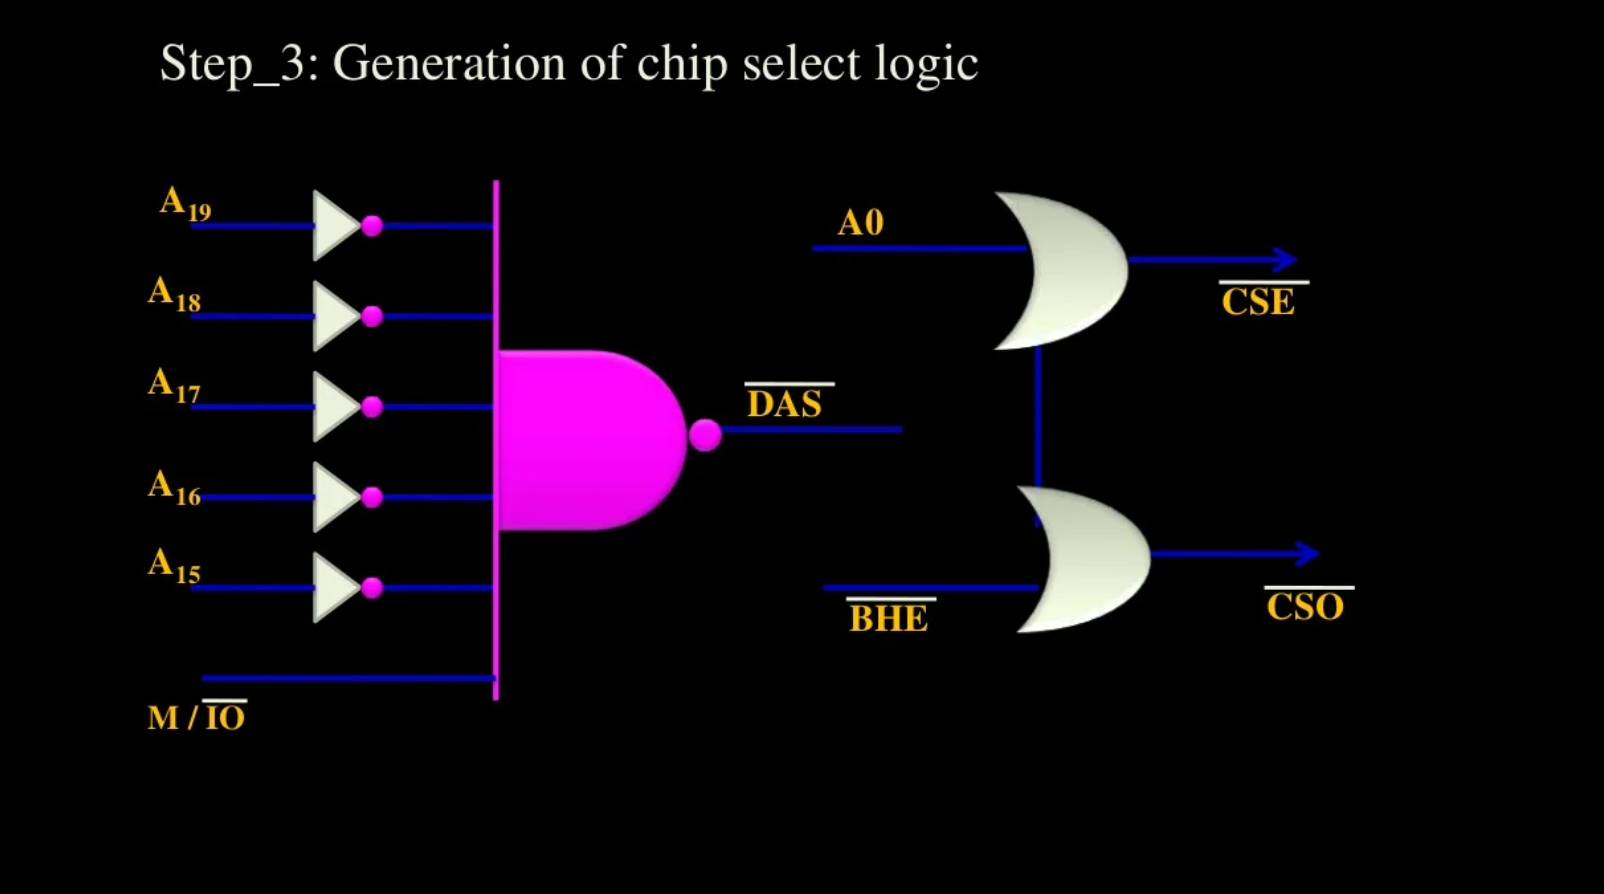 Step_3: Generation of chip select logic
A19
A18
A17
A16
A15
M / IO
DAS
A0
CSE
BHE
CSO